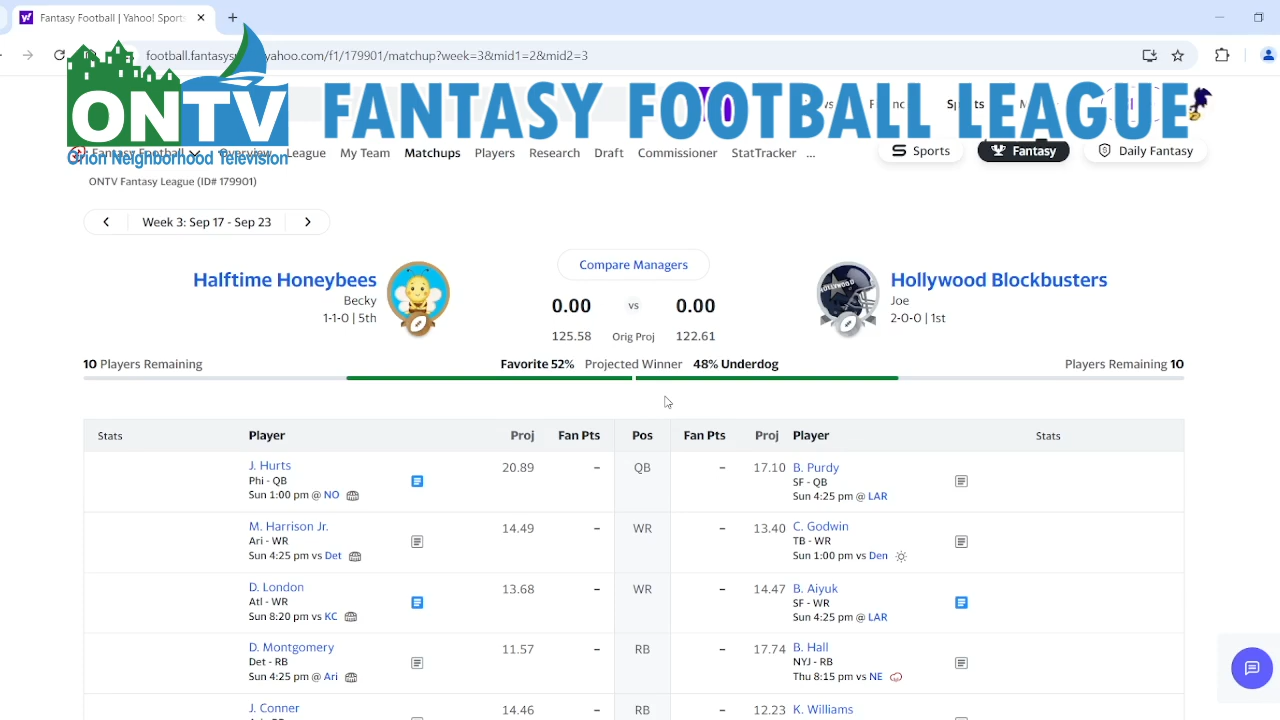 Fantasy Football | Yahoo! Sports
football.fantasys yahoo.com/f1/179901/matchup?week=3&mid1=2&mid2=3
ONTV
Orion Neighborhood Television
FANTASY FOOTBALL LEAGUE
Sports
Fantasy Football Overview League My Team Matchups Players Research Draft Commissioner StatTracker ...
Sports Fantasy Daily Fantasy
ONTV Fantasy League (ID# 179901)
Week 3: Sep 17 - Sep 23
Halftime Honeybees
Becky
1-1-0 | 5th
Compare Managers
0.00 vs 0.00
125.58 Orig Proj 122.61
Hollywood Blockbusters
Joe
2-0-0 | 1st
10 Players Remaining Favorite 52% Projected Winner 48% Underdog Players Remaining 10
Stats Player Proj Fan Pts Pos Fan Pts Proj Player Stats
J. Hurts 20.89 – QB – 17.10 B. Purdy
Phi - QB SF - QB
Sun 1:00 pm @ NO Sun 4:25 pm @ LAR
M. Harrison Jr. 14.49 – WR – 13.40 C. Godwin
Ari - WR TB - WR
Sun 4:25 pm vs Det Sun 1:00 pm vs Den
D. London 13.68 – WR – 14.47 B. Aiyuk
Atl - WR SF - WR
Sun 8:20 pm vs KC Sun 4:25 pm @ LAR
D. Montgomery 11.57 – RB – 17.74 B. Hall
Det - RB NYJ - RB
Sun 4:25 pm @ Ari Thu 8:15 pm vs NE
J. Conner 14.46 – RB – 12.23 K. Williams